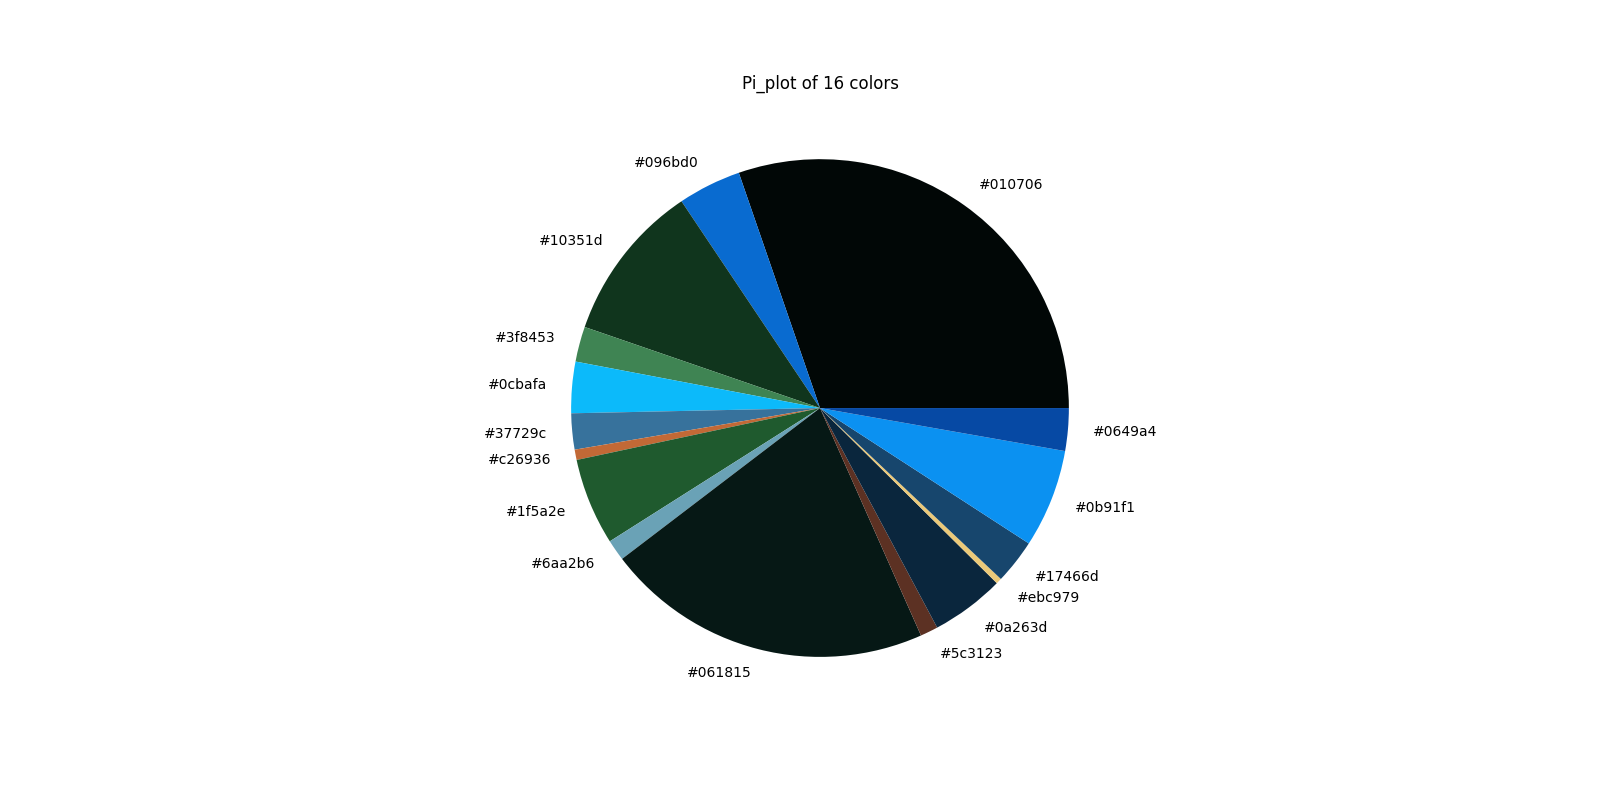 Pi_plot of 16 colors
#096bd0
#010706
#10351d
#3f8453
#0cbafa
#37729c
#0649a4
#c26936
#0b91f1
#1f5a2e
#6aa2b6
#17466d
#ebc979
#0a263d
#5c3123
#061815